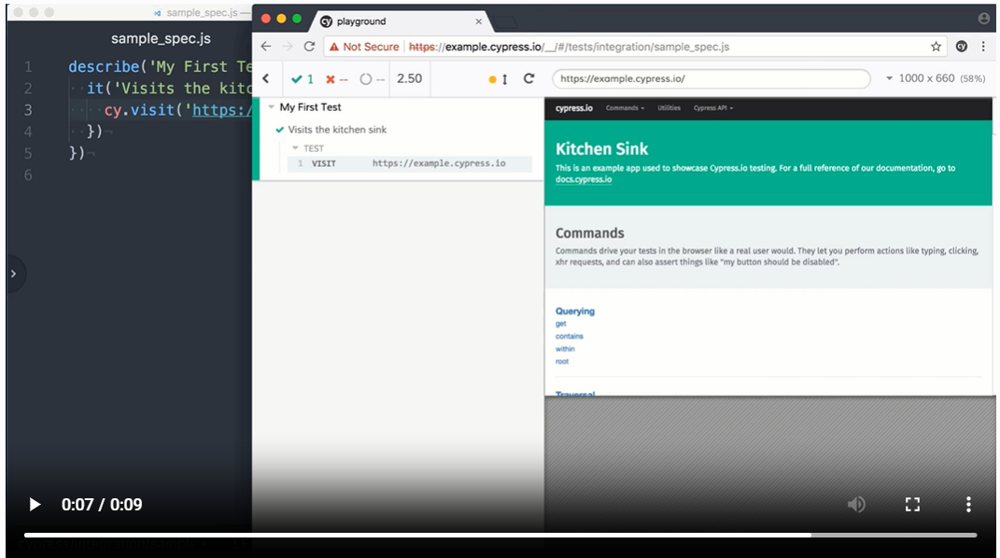 sample_spec.js —
sample_spec.js
1 describe('My First Te
2 it('Visits the kitc
3 cy.visit('https:/
4 })
5 })
6
cy playground
Not Secure | https://example.cypress.io/__/#/tests/integration/sample_spec.js
1 -- -- 2.50
https://example.cypress.io/
1000 x 660 (58%)
My First Test
Visits the kitchen sink
TEST
1 VISIT https://example.cypress.io
cypress.io Commands Utilities Cypress API
Kitchen Sink
This is an example app used to showcase Cypress.io testing. For a full reference of our documentation, go to
docs.cypress.io
Commands
Commands drive your tests in the browser like a real user would. They let you perform actions like typing, clicking,
xhr requests, and can also assert things like "my button should be disabled".
Querying
get
contains
within
root
Traversal
0:07 / 0:09